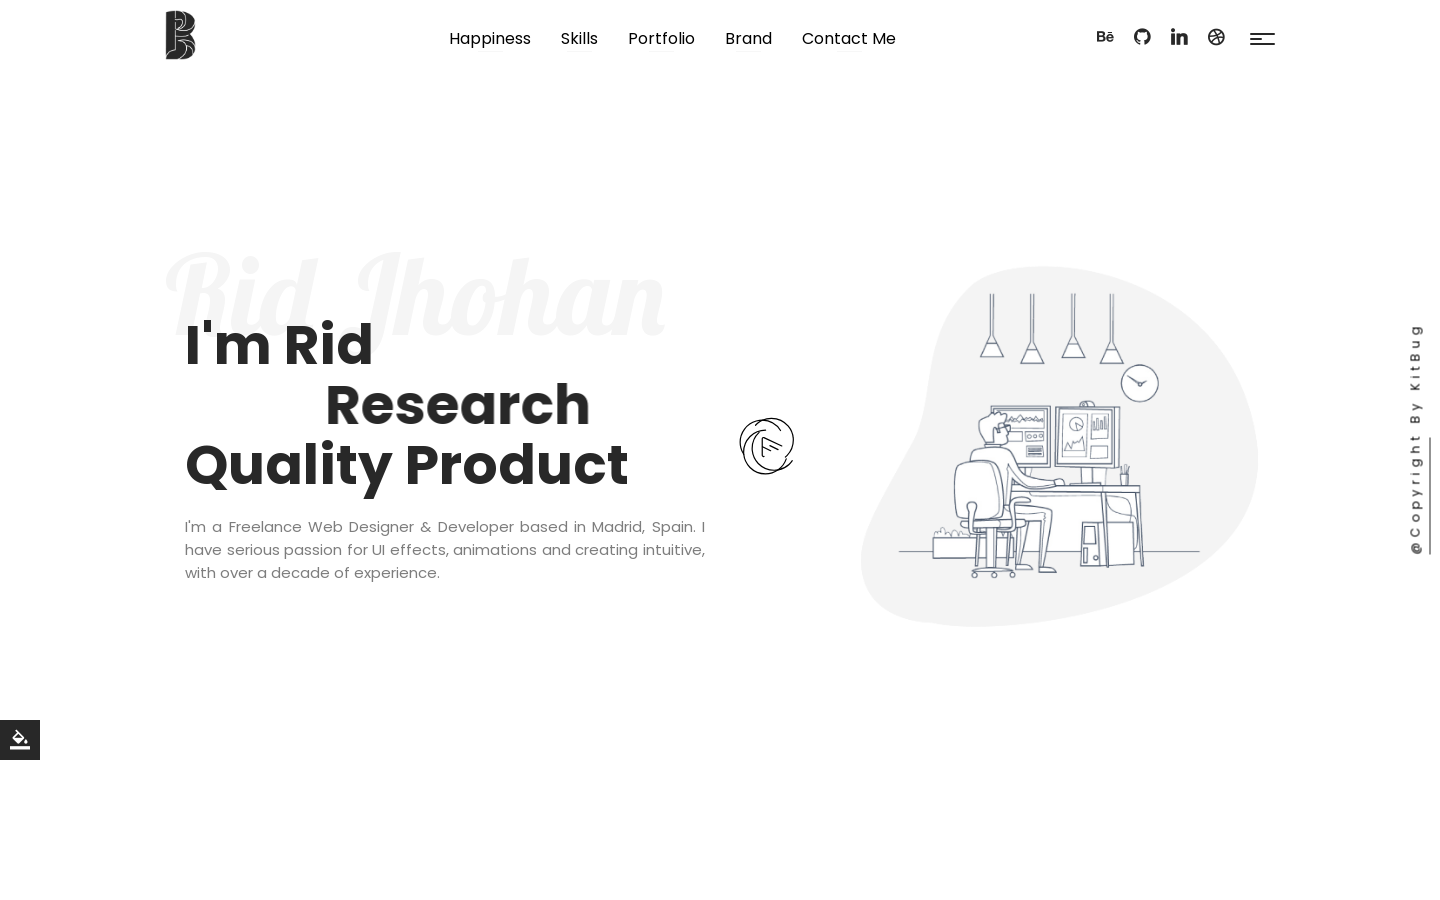 Happiness
Skills
Portfolio
Brand
Contact Me
Bē
Rid Jhohan
I'm Rid
Research
Quality Product
I'm a Freelance Web Designer & Developer based in Madrid, Spain. I
have serious passion for UI effects, animations and creating intuitive,
with over a decade of experience.
@Copyright By KitBug